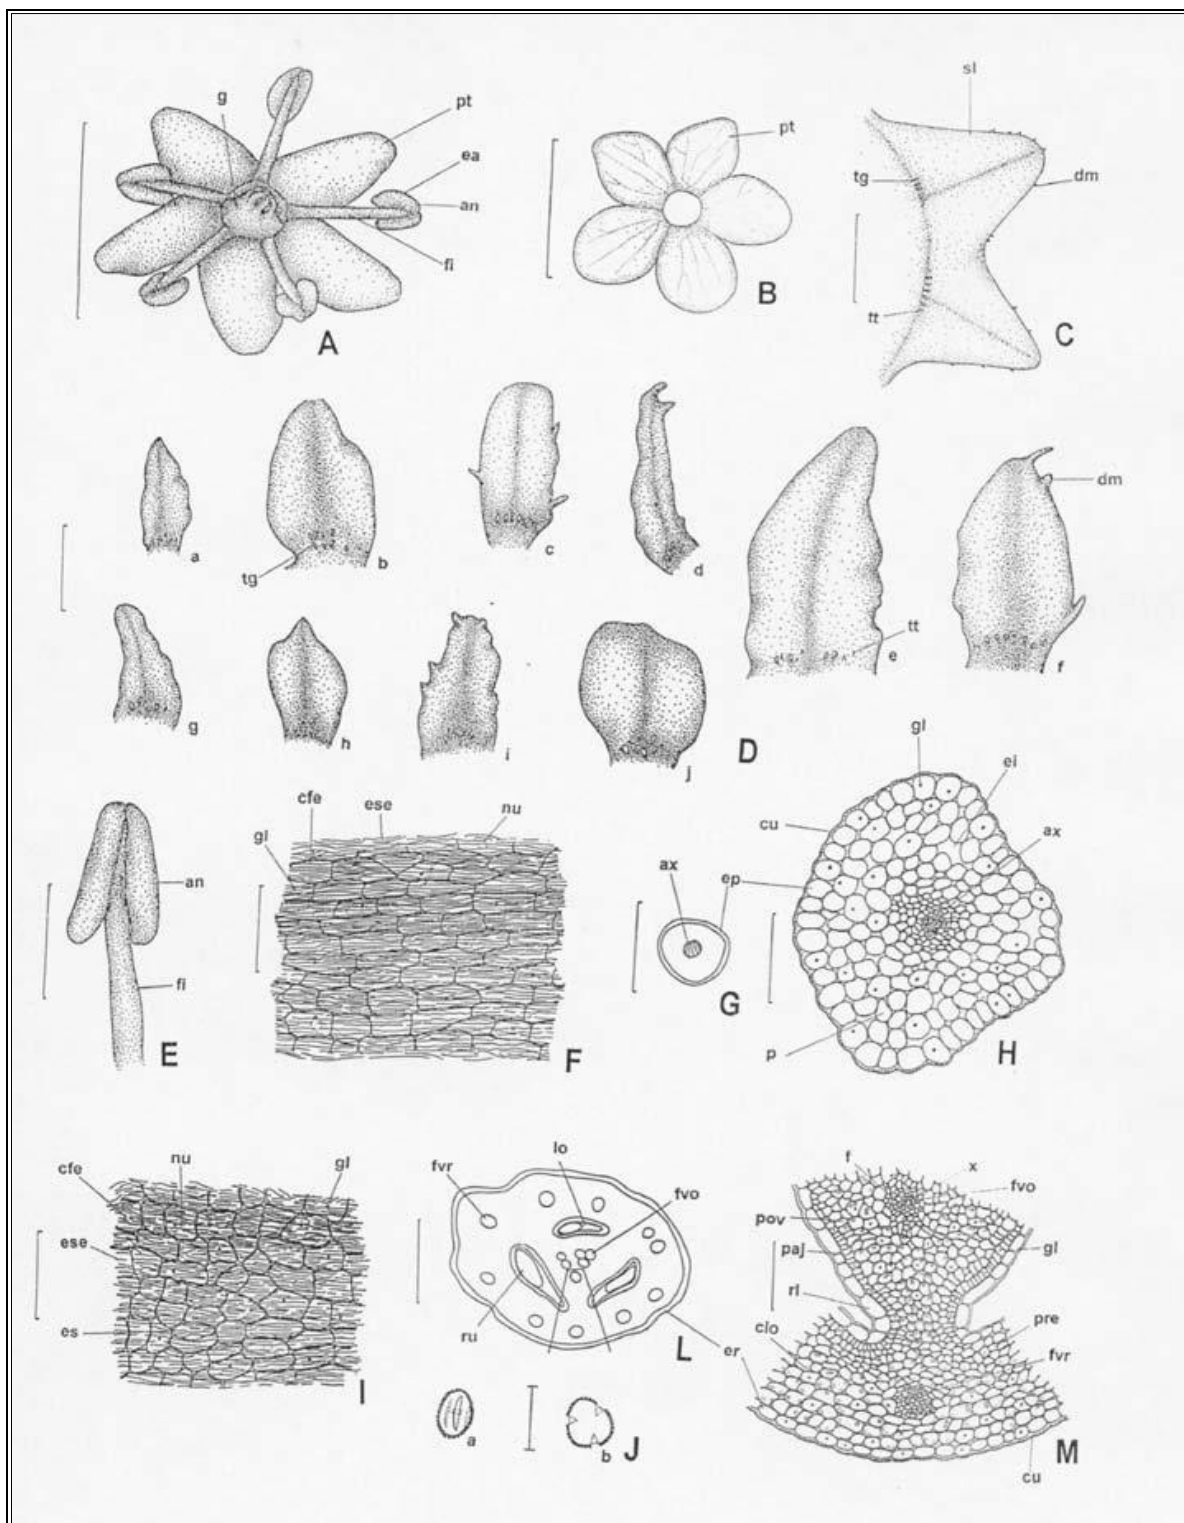 g
pt
ea
an
fi
A
pt
B
sl
tg
dm
tt
C
a
tg
b
c
d
tt
e
dm
f
g
h
i
j
D
an
fi
E
cfe
ese
nu
gl
F
ax
ep
G
gl
ei
cu
ax
p
H
cfe
nu
gl
ese
es
I
lo
fvr
fvo
ru
er
L
a
b
J
f
x
fvo
pov
paj
gl
rl
clo
pre
fvr
cu
M